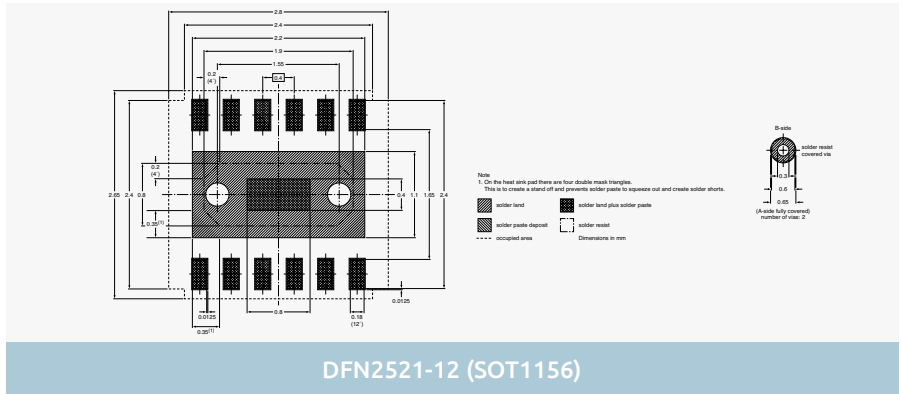 2.8
2.4
2.2
1.9
1.55
0.2
(4´)
0.4
0.2
(4´)
2.65
2.4
0.8
0.35(1)
0.4
1.1
1.65
2.4
0.0125
0.0125
0.35(1)
0.8
0.18
(12´)
Note
1. On the heat sink pad there are four double mask triangles.
This is to create a stand off and prevents solder paste to squeeze out and create solder shorts.
solder land
solder land plus solder paste
solder paste deposit
solder resist
occupied area
Dimensions in mm
B-side
solder resist
covered via
0.3
0.6
0.65
(A-side fully covered)
number of vias: 2
DFN2521-12 (SOT1156)